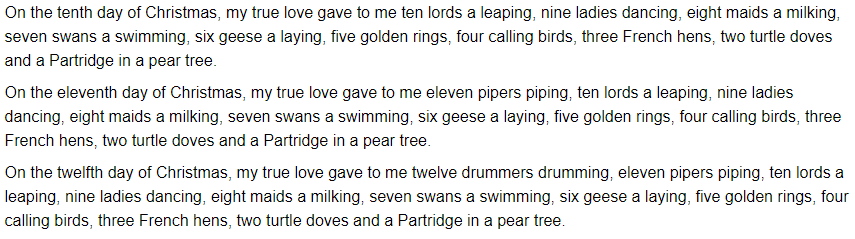 On the tenth day of Christmas, my true love gave to me ten lords a leaping, nine ladies dancing, eight maids a milking,
seven swans a swimming, six geese a laying, five golden rings, four calling birds, three French hens, two turtle doves
and a Partridge in a pear tree.
On the eleventh day of Christmas, my true love gave to me eleven pipers piping, ten lords a leaping, nine ladies
dancing, eight maids a milking, seven swans a swimming, six geese a laying, five golden rings, four calling birds, three
French hens, two turtle doves and a Partridge in a pear tree.
On the twelfth day of Christmas, my true love gave to me twelve drummers drumming, eleven pipers piping, ten lords a
leaping, nine ladies dancing, eight maids a milking, seven swans a swimming, six geese a laying, five golden rings, four
calling birds, three French hens, two turtle doves and a Partridge in a pear tree.